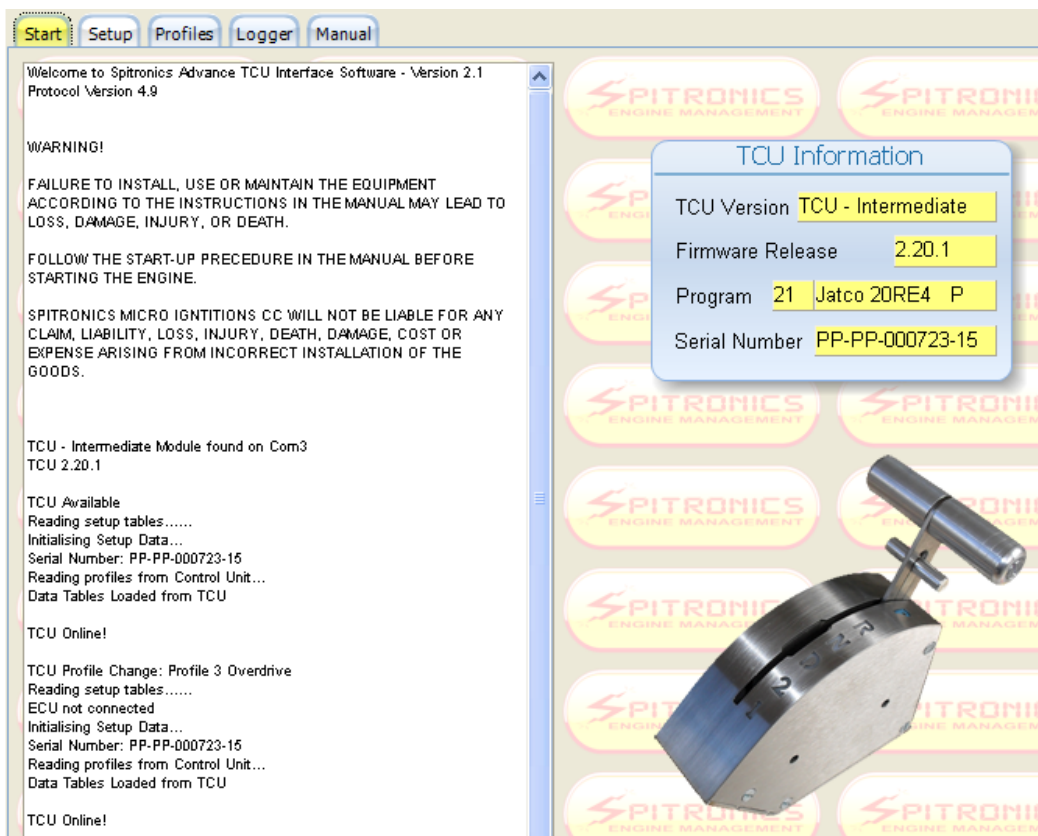 Start Setup Profiles Logger Manual
Welcome to Spitronics Advance TCU Interface Software - Version 2.1
Protocol Version 4.9
WARNING!
FAILURE TO INSTALL, USE OR MAINTAIN THE EQUIPMENT
ACCORDING TO THE INSTRUCTIONS IN THE MANUAL MAY LEAD TO
LOSS, DAMAGE, INJURY, OR DEATH.
FOLLOW THE START-UP PRECEDURE IN THE MANUAL BEFORE
STARTING THE ENGINE.
SPITRONICS MICRO IGNTITIONS CC WILL NOT BE LIABLE FOR ANY
CLAIM, LIABILITY, LOSS, INJURY, DEATH, DAMAGE, COST OR
EXPENSE ARISING FROM INCORRECT INSTALLATION OF THE
GOODS.
TCU - Intermediate Module found on Com3
TCU 2.20.1
TCU Available
Reading setup tables......
Initialising Setup Data...
Serial Number: PP-PP-000723-15
Reading profiles from Control Unit...
Data Tables Loaded from TCU
TCU Online!
TCU Profile Change: Profile 3 Overdrive
Reading setup tables......
ECU not connected
Initialising Setup Data...
Serial Number: PP-PP-000723-15
Reading profiles from Control Unit...
Data Tables Loaded from TCU
TCU Online!
TCU Information
TCU Version TCU - Intermediate
Firmware Release 2.20.1
Program 21 Jatco 20RE4 P
Serial Number PP-PP-000723-15
SPITRONICS
ENGINE MANAGEMENT